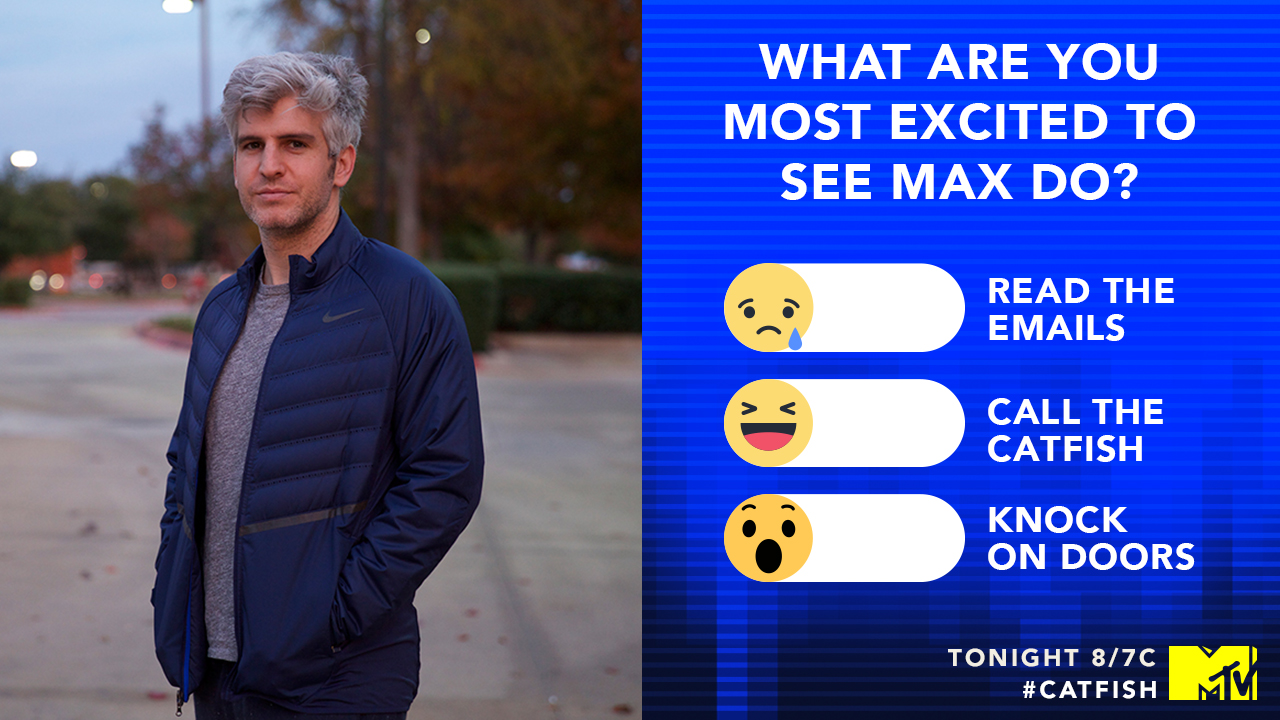 WHAT ARE YOU
MOST EXCITED TO
SEE MAX DO?
READ THE
EMAILS
CALL THE
CATFISH
KNOCK
ON DOORS
TONIGHT 8/7C
#CATFISH
MTV